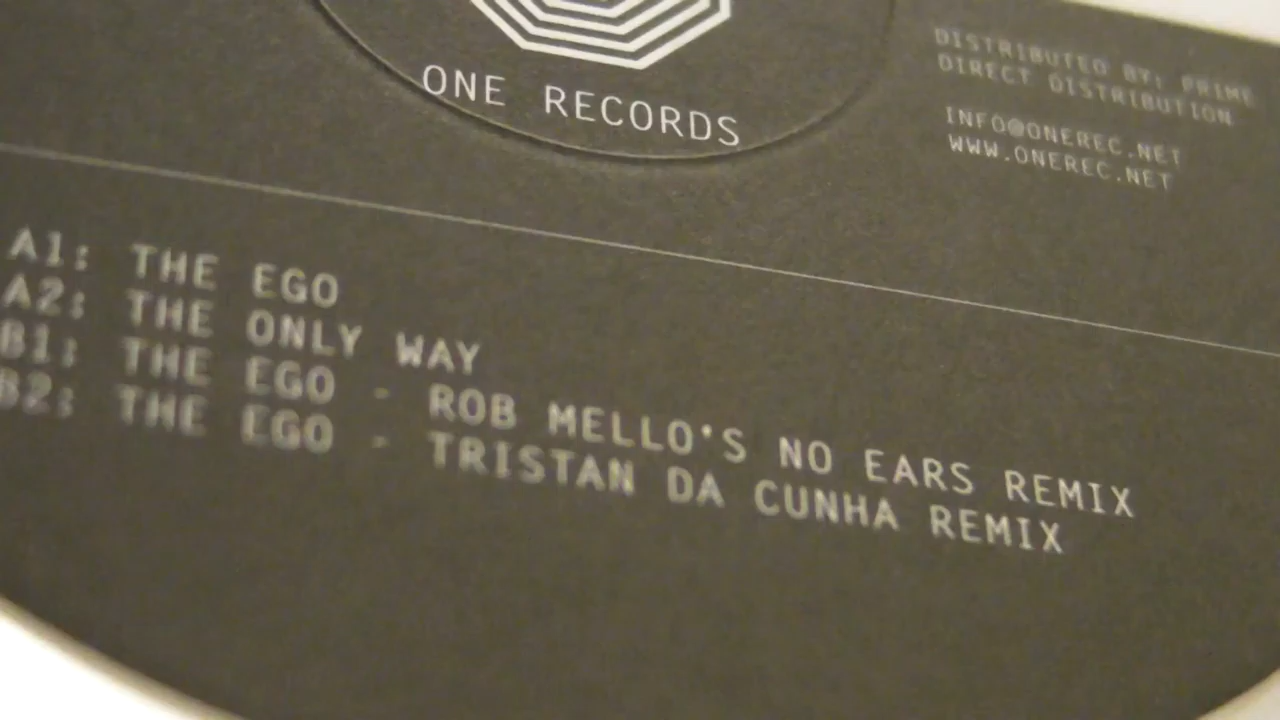 ONE RECORDS
DISTRIBUTED BY: PRIME
DIRECT DISTRIBUTION
INFO@ONEREC.NET
WWW.ONEREC.NET
A1: THE EGO
A2: THE ONLY WAY
B1: THE EGO - ROB MELLO'S NO EARS REMIX
B2: THE EGO - TRISTAN DA CUNHA REMIX